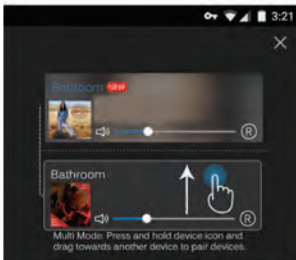 3:21
Bedroom NEW
R
Bathroom
R
Multi Mode: Press and hold device icon and
drag towards another device to pair devices.